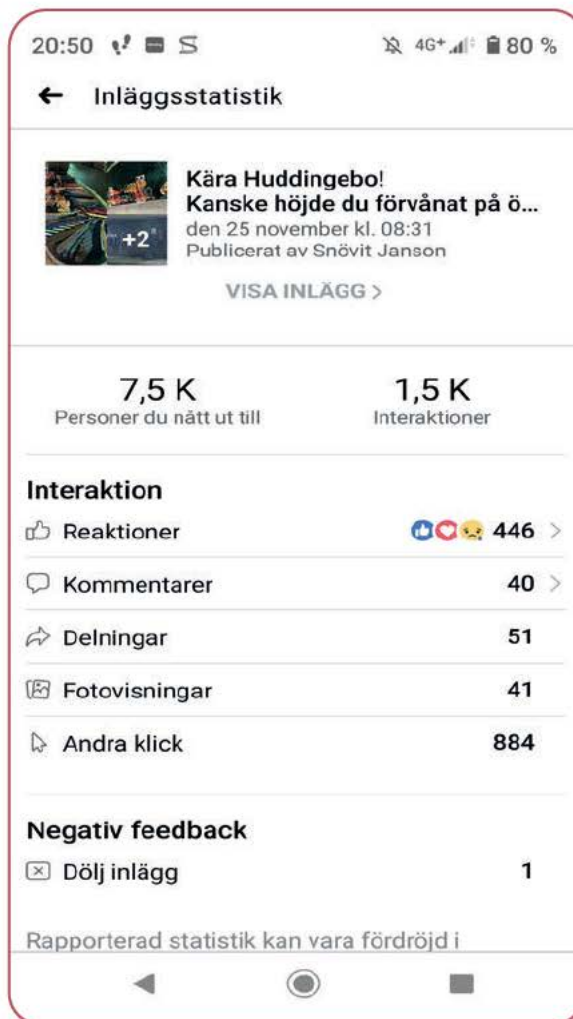 20:50 4G+ 80 %
Inläggsstatistik
+2
Kära Huddingebo!
Kanske höjde du förvånat på ö...
den 25 november kl. 08:31
Publicerat av Snövit Janson
VISA INLÄGG >
7,5 K 1,5 K
Personer du nått ut till Interaktioner
Interaktion
Reaktioner 446 >
Kommentarer 40 >
Delningar 51
Fotovisningar 41
Andra klick 884
Negativ feedback
Dölj inlägg 1
Rapporterad statistik kan vara fördröjd i